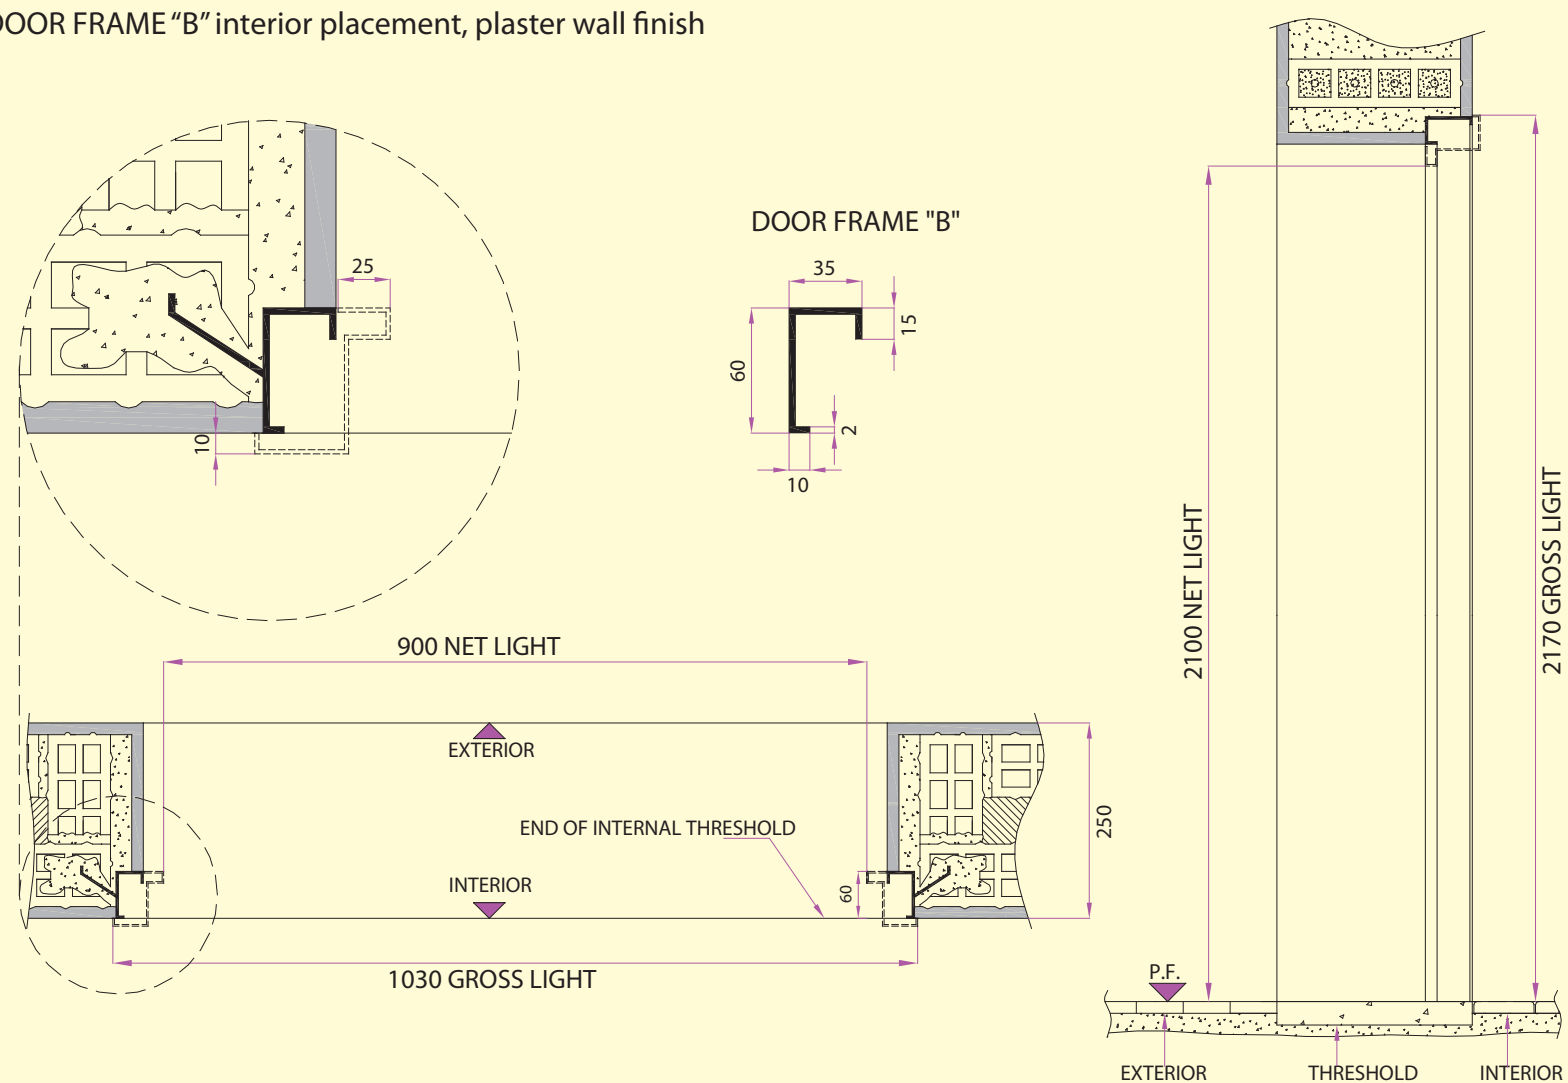 DOOR FRAME “B” interior placement, plaster wall finish
25
10
DOOR FRAME "B"
35
15
60
2
10
2100 NET LIGHT
2170 GROSS LIGHT
900 NET LIGHT
EXTERIOR
END OF INTERNAL THRESHOLD
INTERIOR
60
250
1030 GROSS LIGHT
P.F.
EXTERIOR THRESHOLD INTERIOR